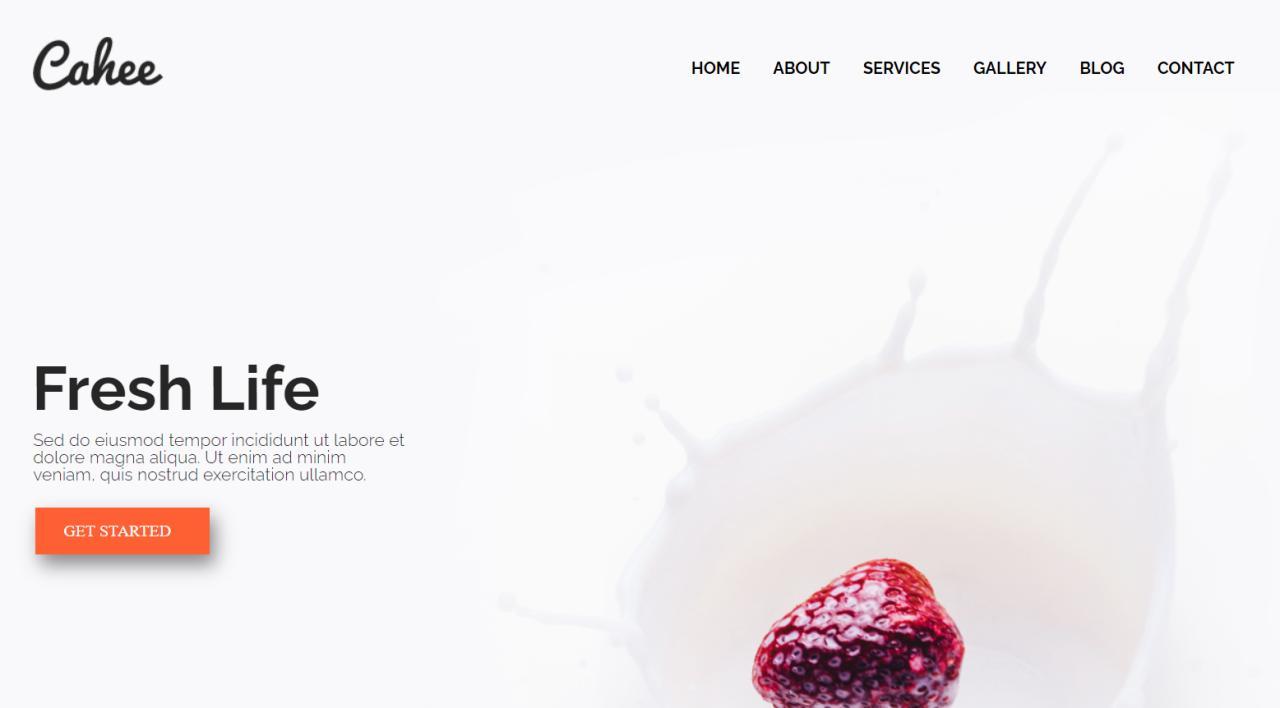 Cahee
HOME ABOUT SERVICES GALLERY BLOG CONTACT
Fresh Life
Sed do eiusmod tempor incididunt ut labore et
dolore magna aliqua. Ut enim ad minim
veniam, quis nostrud exercitation ullamco.
GET STARTED